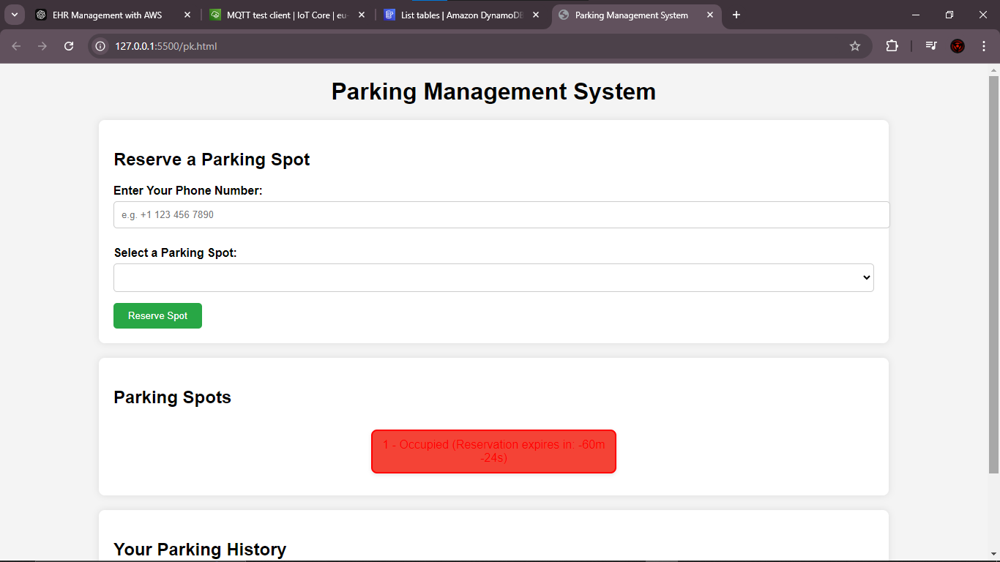 EHR Management with AWS
MQTT test client | IoT Core | eu-
List tables | Amazon DynamoDB
Parking Management System
127.0.0.1:5500/pk.html
Parking Management System
Reserve a Parking Spot
Enter Your Phone Number:
e.g. +1 123 456 7890
Select a Parking Spot:
Reserve Spot
Parking Spots
1 - Occupied (Reservation expires in: -60m
-24s)
Your Parking History